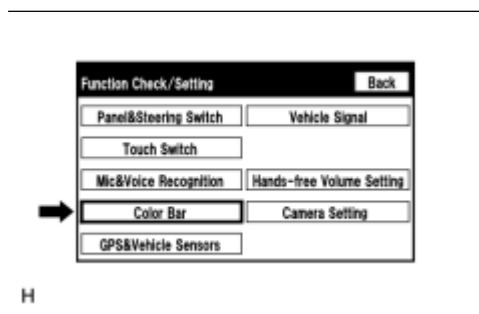 Function Check/Setting Back
Panel&Steering Switch Vehicle Signal
Touch Switch
Mic&Voice Recognition Hands-free Volume Setting
Color Bar Camera Setting
GPS&Vehicle Sensors
H